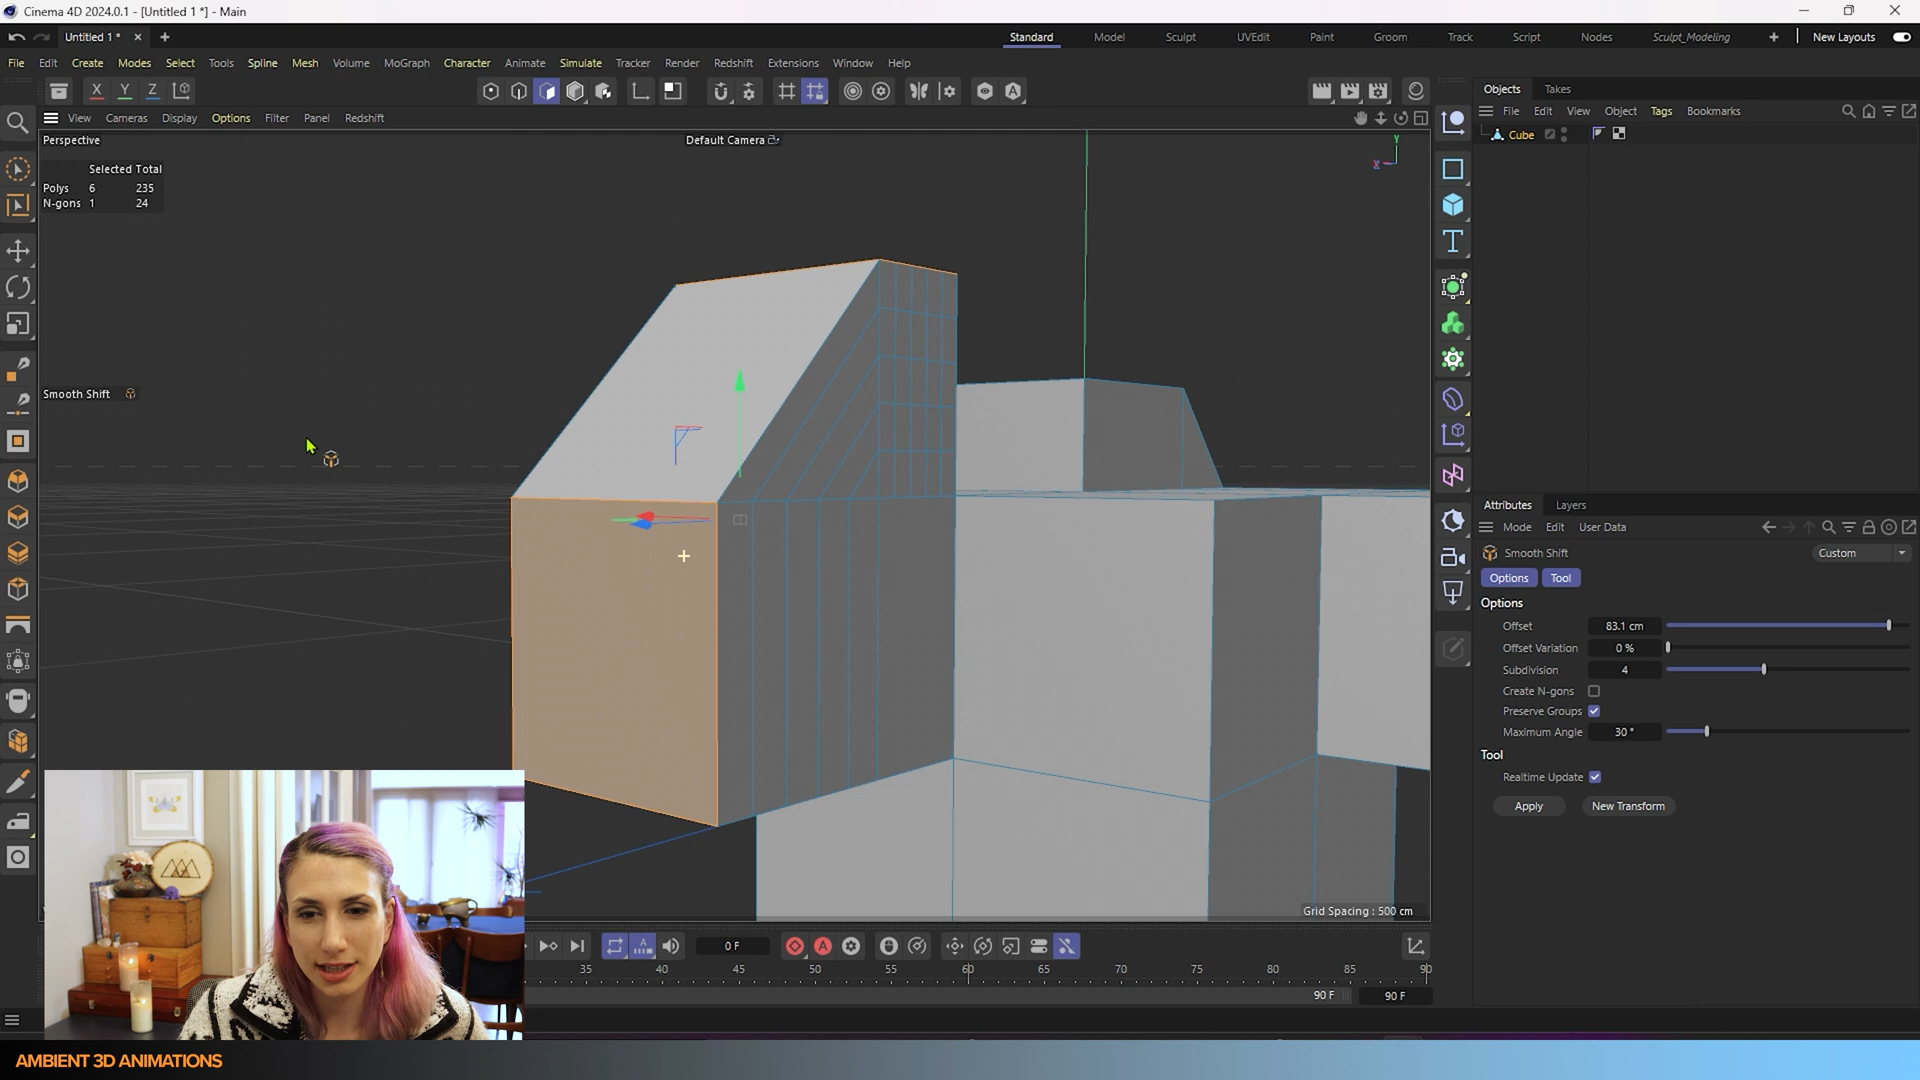 Cinema 4D 2024.0.1 - [Untitled 1 *] - Main
Untitled 1 *
Standard Model Sculpt UVEdit Paint Groom Track Script Nodes Sculpt_Modeling New Layouts
File Edit Create Modes Select Tools Spline Mesh Volume MoGraph Character Animate Simulate Tracker Render Redshift Extensions Window Help
X Y Z
Objects Takes
View Cameras Display Options Filter Panel Redshift
File Edit View Object Tags Bookmarks
Perspective
Default Camera
Cube
Y
X
Selected Total
Polys 6 235
N-gons 1 24
Smooth Shift
Attributes Layers
Mode Edit User Data
Smooth Shift Custom
Options Tool
Options
Offset 83.1 cm
Offset Variation 0 %
Subdivision 4
Create N-gons
Preserve Groups
Maximum Angle 30 °
Tool
Realtime Update
Apply New Transform
Grid Spacing : 500 cm
0 F
35 40 45 50 55 60 65 70 75 80 85 90
90 F 90 F
AMBIENT 3D ANIMATIONS